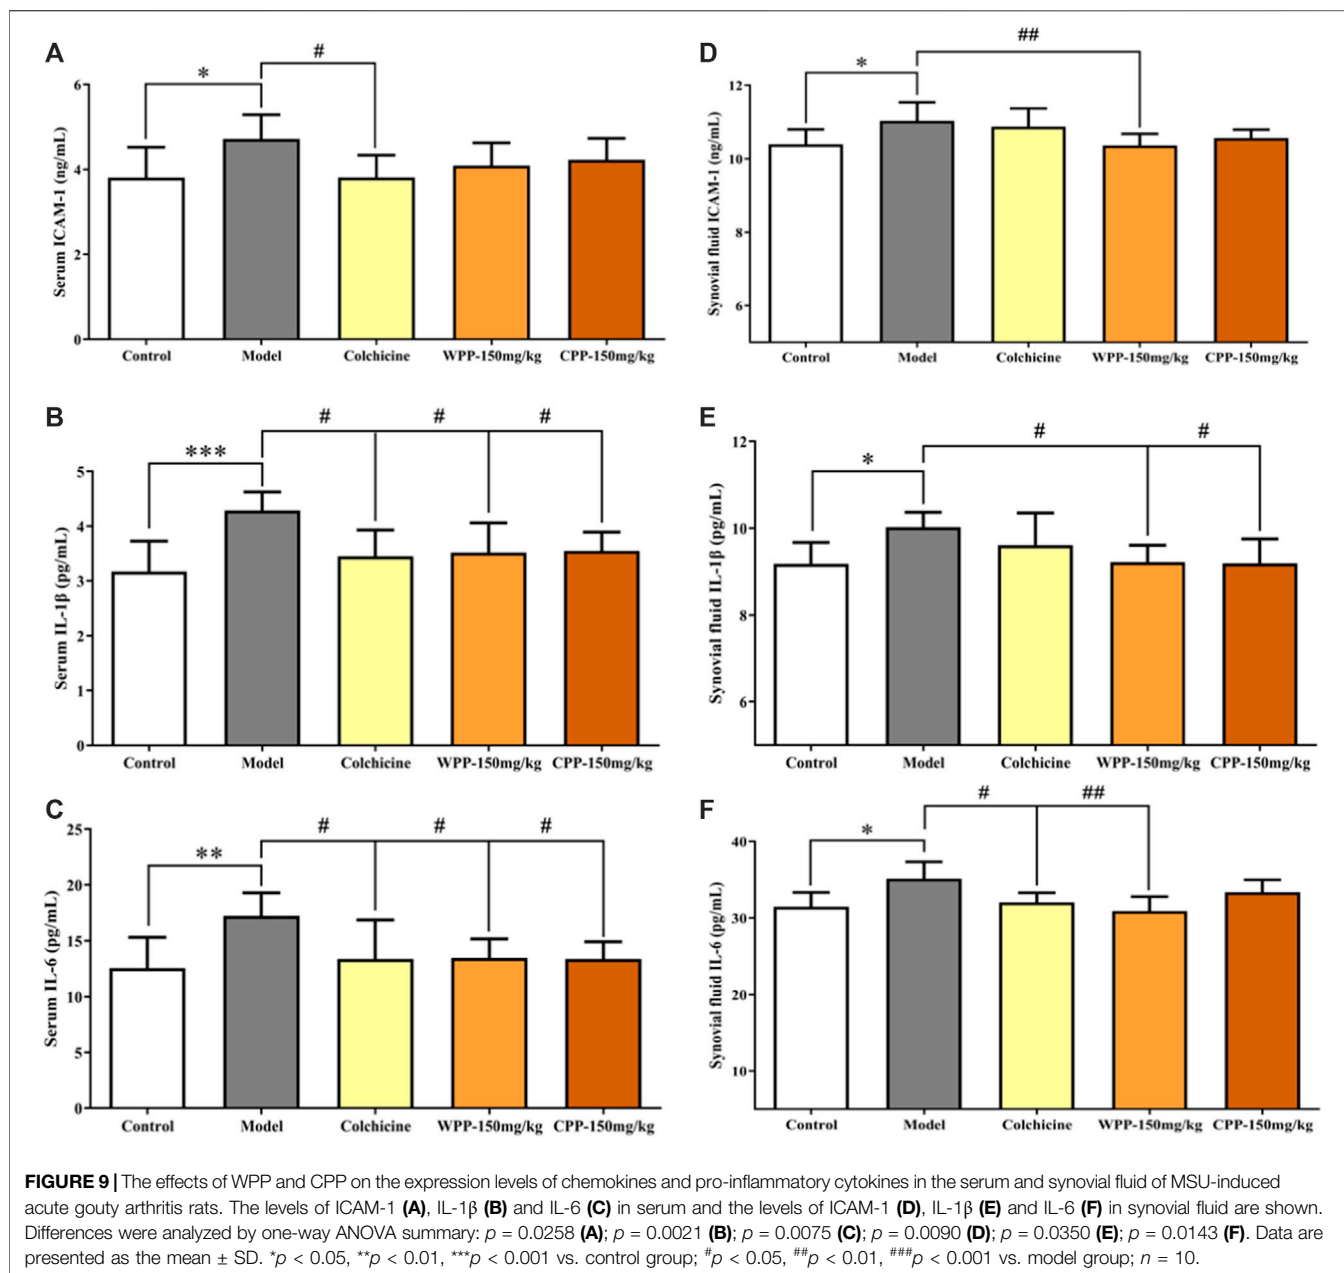 A
*
#
Serum ICAM-1 (ng/mL)
6
4
2
0
Control Model Colchicine WPP-150mg/kg CPP-150mg/kg
D
*
##
Synovial fluid ICAM-1 (ng/mL)
12
10
8
6
Control Model Colchicine WPP-150mg/kg CPP-150mg/kg
B
***
# # #
Serum IL-1β (pg/mL)
5
4
3
2
1
0
Control Model Colchicine WPP-150mg/kg CPP-150mg/kg
E
*
# #
Synovial fluid IL-1β (pg/mL)
12
10
8
6
Control Model Colchicine WPP-150mg/kg CPP-150mg/kg
C
**
# # #
Serum IL-6 (pg/mL)
25
20
15
10
5
0
Control Model Colchicine WPP-150mg/kg CPP-150mg/kg
F
*
# ##
Synovial fluid IL-6 (pg/mL)
40
30
20
10
Control Model Colchicine WPP-150mg/kg CPP-150mg/kg
FIGURE 9 | The effects of WPP and CPP on the expression levels of chemokines and pro-inflammatory cytokines in the serum and synovial fluid of MSU-induced
acute gouty arthritis rats. The levels of ICAM-1 (A), IL-1β (B) and IL-6 (C) in serum and the levels of ICAM-1 (D), IL-1β (E) and IL-6 (F) in synovial fluid are shown.
Differences were analyzed by one-way ANOVA summary: p = 0.0258 (A); p = 0.0021 (B); p = 0.0075 (C); p = 0.0090 (D); p = 0.0350 (E); p = 0.0143 (F). Data are
presented as the mean ± SD. *p < 0.05, **p < 0.01, ***p < 0.001 vs. control group; #p < 0.05, ##p < 0.01, ###p < 0.001 vs. model group; n = 10.